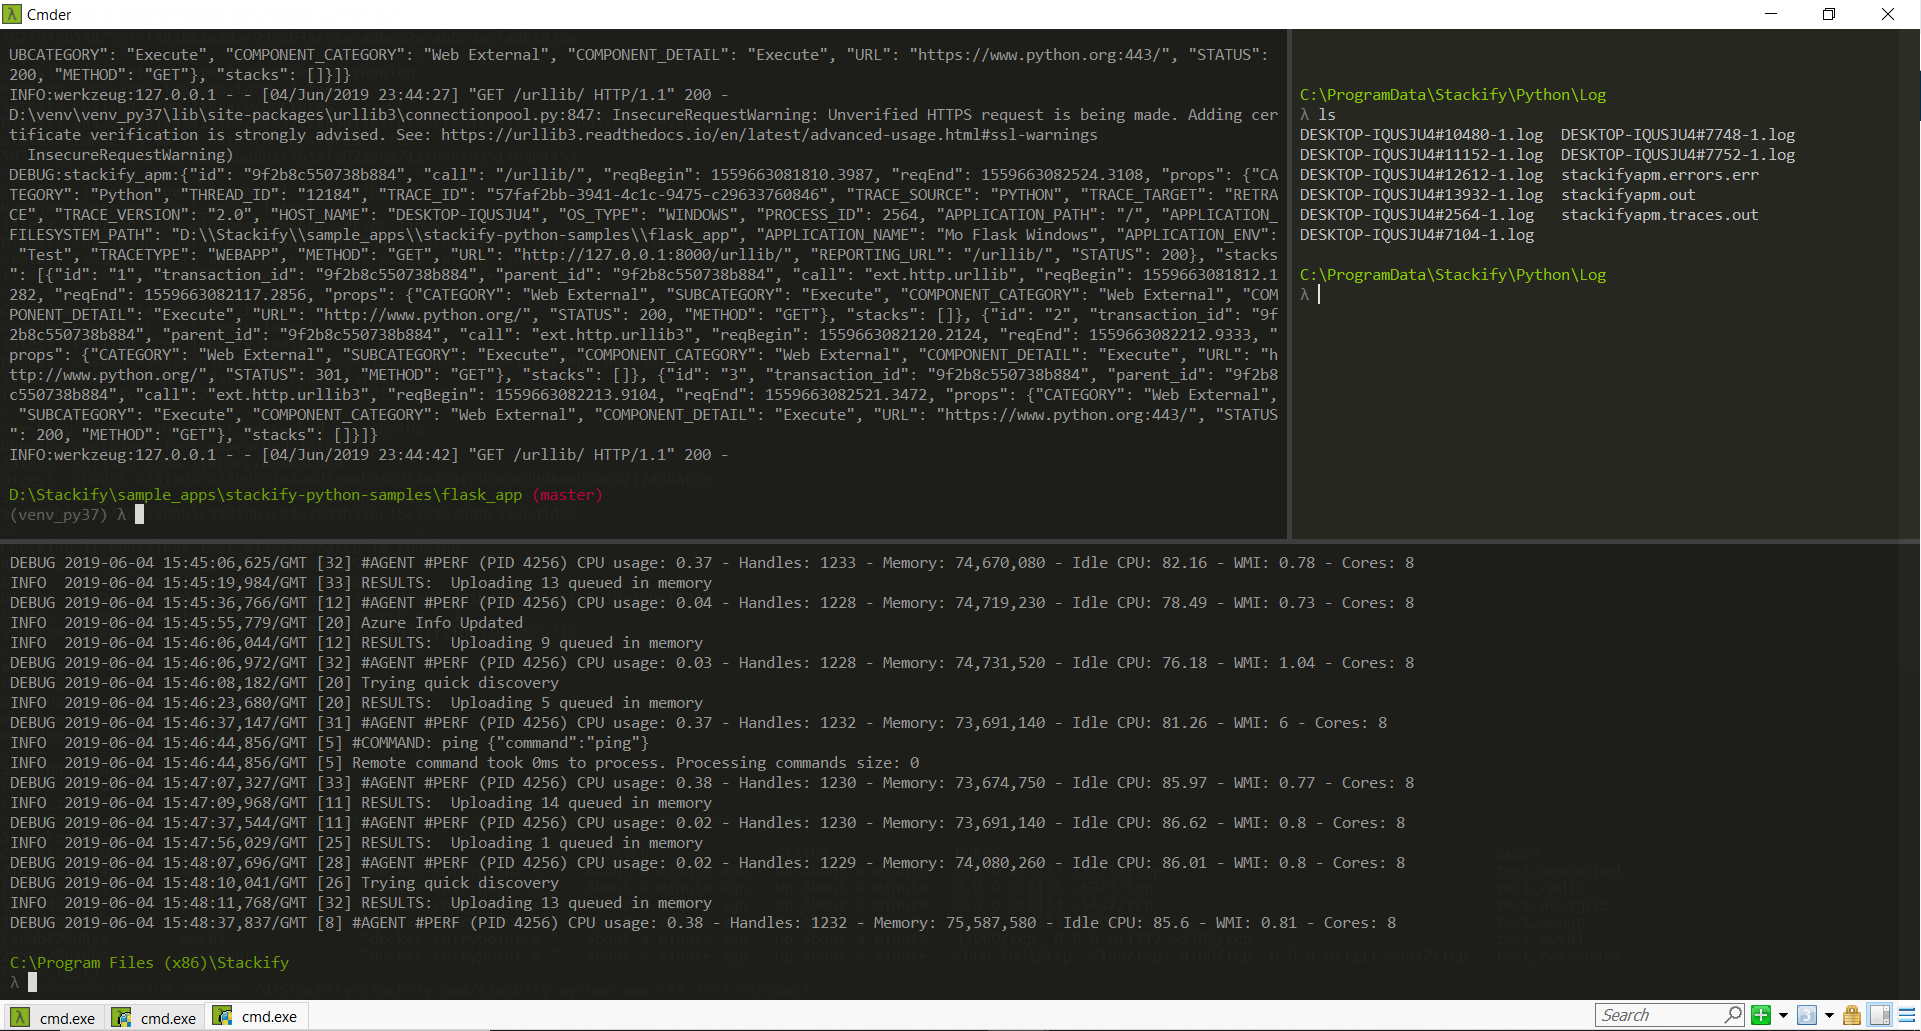 Cmder
UBCATEGORY": "Execute", "COMPONENT_CATEGORY": "Web External", "COMPONENT_DETAIL": "Execute", "URL": "https://www.python.org:443/", "STATUS":
200, "METHOD": "GET"}, "stacks": []}]}
INFO:werkzeug:127.0.0.1 - - [04/Jun/2019 23:44:27] "GET /urllib/ HTTP/1.1" 200 -
D:\venv\venv_py37\lib\site-packages\urllib3\connectionpool.py:847: InsecureRequestWarning: Unverified HTTPS request is being made. Adding cer
tificate verification is strongly advised. See: https://urllib3.readthedocs.io/en/latest/advanced-usage.html#ssl-warnings
InsecureRequestWarning)
DEBUG:stackify_apm:{"id": "9f2b8c550738b884", "call": "/urllib/", "reqBegin": 1559663081810.3987, "reqEnd": 1559663082524.3108, "props": {"CA
TEGORY": "Python", "THREAD_ID": "12184", "TRACE_ID": "57faf2bb-3941-4c1c-9475-c29633760846", "TRACE_SOURCE": "PYTHON", "TRACE_TARGET": "RETRA
CE", "TRACE_VERSION": "2.0", "HOST_NAME": "DESKTOP-IQUSJU4", "OS_TYPE": "WINDOWS", "PROCESS_ID": 2564, "APPLICATION_PATH": "/", "APPLICATION_
FILESYSTEM_PATH": "D:\\Stackify\\sample_apps\\stackify-python-samples\\flask_app", "APPLICATION_NAME": "Mo Flask Windows", "APPLICATION_ENV":
"Test", "TRACETYPE": "WEBAPP", "METHOD": "GET", "URL": "http://127.0.0.1:8000/urllib/", "REPORTING_URL": "/urllib/", "STATUS": 200}, "stacks
": [{"id": "1", "transaction_id": "9f2b8c550738b884", "parent_id": "9f2b8c550738b884", "call": "ext.http.urllib", "reqBegin": 1559663081812.1
282, "reqEnd": 1559663082117.2856, "props": {"CATEGORY": "Web External", "SUBCATEGORY": "Execute", "COMPONENT_CATEGORY": "Web External", "COM
PONENT_DETAIL": "Execute", "URL": "http://www.python.org/", "STATUS": 200, "METHOD": "GET"}, "stacks": []}, {"id": "2", "transaction_id": "9f
2b8c550738b884", "parent_id": "9f2b8c550738b884", "call": "ext.http.urllib3", "reqBegin": 1559663082120.2124, "reqEnd": 1559663082212.9333, "
props": {"CATEGORY": "Web External", "SUBCATEGORY": "Execute", "COMPONENT_CATEGORY": "Web External", "COMPONENT_DETAIL": "Execute", "URL": "h
ttp://www.python.org/", "STATUS": 301, "METHOD": "GET"}, "stacks": []}, {"id": "3", "transaction_id": "9f2b8c550738b884", "parent_id": "9f2b8
c550738b884", "call": "ext.http.urllib3", "reqBegin": 1559663082213.9104, "reqEnd": 1559663082521.3472, "props": {"CATEGORY": "Web External",
"SUBCATEGORY": "Execute", "COMPONENT_CATEGORY": "Web External", "COMPONENT_DETAIL": "Execute", "URL": "https://www.python.org:443/", "STATUS
": 200, "METHOD": "GET"}, "stacks": []}]}
INFO:werkzeug:127.0.0.1 - - [04/Jun/2019 23:44:42] "GET /urllib/ HTTP/1.1" 200 -
D:\Stackify\sample_apps\stackify-python-samples\flask_app (master)
(venv_py37) λ
C:\ProgramData\Stackify\Python\Log
λ ls
DESKTOP-IQUSJU4#10480-1.log DESKTOP-IQUSJU4#7748-1.log
DESKTOP-IQUSJU4#11152-1.log DESKTOP-IQUSJU4#7752-1.log
DESKTOP-IQUSJU4#12612-1.log stackifyapm.errors.err
DESKTOP-IQUSJU4#13932-1.log stackifyapm.out
DESKTOP-IQUSJU4#2564-1.log stackifyapm.traces.out
DESKTOP-IQUSJU4#7104-1.log
C:\ProgramData\Stackify\Python\Log
λ
DEBUG 2019-06-04 15:45:06,625/GMT [32] #AGENT #PERF (PID 4256) CPU usage: 0.37 - Handles: 1233 - Memory: 74,670,080 - Idle CPU: 82.16 - WMI: 0.78 - Cores: 8
INFO 2019-06-04 15:45:19,984/GMT [33] RESULTS: Uploading 13 queued in memory
DEBUG 2019-06-04 15:45:36,766/GMT [12] #AGENT #PERF (PID 4256) CPU usage: 0.04 - Handles: 1228 - Memory: 74,719,230 - Idle CPU: 78.49 - WMI: 0.73 - Cores: 8
INFO 2019-06-04 15:45:55,779/GMT [20] Azure Info Updated
INFO 2019-06-04 15:46:06,044/GMT [12] RESULTS: Uploading 9 queued in memory
DEBUG 2019-06-04 15:46:06,972/GMT [32] #AGENT #PERF (PID 4256) CPU usage: 0.03 - Handles: 1228 - Memory: 74,731,520 - Idle CPU: 76.18 - WMI: 1.04 - Cores: 8
DEBUG 2019-06-04 15:46:08,182/GMT [20] Trying quick discovery
INFO 2019-06-04 15:46:23,680/GMT [20] RESULTS: Uploading 5 queued in memory
DEBUG 2019-06-04 15:46:37,147/GMT [31] #AGENT #PERF (PID 4256) CPU usage: 0.37 - Handles: 1232 - Memory: 73,691,140 - Idle CPU: 81.26 - WMI: 6 - Cores: 8
INFO 2019-06-04 15:46:44,856/GMT [5] #COMMAND: ping {"command":"ping"}
INFO 2019-06-04 15:46:44,856/GMT [5] Remote command took 0ms to process. Processing commands size: 0
DEBUG 2019-06-04 15:47:07,327/GMT [33] #AGENT #PERF (PID 4256) CPU usage: 0.38 - Handles: 1230 - Memory: 73,674,750 - Idle CPU: 85.97 - WMI: 0.77 - Cores: 8
INFO 2019-06-04 15:47:09,968/GMT [11] RESULTS: Uploading 14 queued in memory
DEBUG 2019-06-04 15:47:37,544/GMT [11] #AGENT #PERF (PID 4256) CPU usage: 0.02 - Handles: 1230 - Memory: 73,691,140 - Idle CPU: 86.62 - WMI: 0.8 - Cores: 8
INFO 2019-06-04 15:47:56,029/GMT [25] RESULTS: Uploading 1 queued in memory
DEBUG 2019-06-04 15:48:07,696/GMT [28] #AGENT #PERF (PID 4256) CPU usage: 0.02 - Handles: 1229 - Memory: 74,080,260 - Idle CPU: 86.01 - WMI: 0.8 - Cores: 8
DEBUG 2019-06-04 15:48:10,041/GMT [26] Trying quick discovery
INFO 2019-06-04 15:48:11,768/GMT [32] RESULTS: Uploading 13 queued in memory
DEBUG 2019-06-04 15:48:37,837/GMT [8] #AGENT #PERF (PID 4256) CPU usage: 0.38 - Handles: 1232 - Memory: 75,587,580 - Idle CPU: 85.6 - WMI: 0.81 - Cores: 8
C:\Program Files (x86)\Stackify
λ
cmd.exe
cmd.exe
cmd.exe
Search